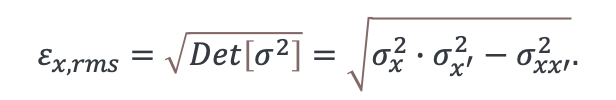 ε_{x,rms} = √(Det[σ²]) = √(σ_x² · σ_{x′}² − σ_{xx′}²).